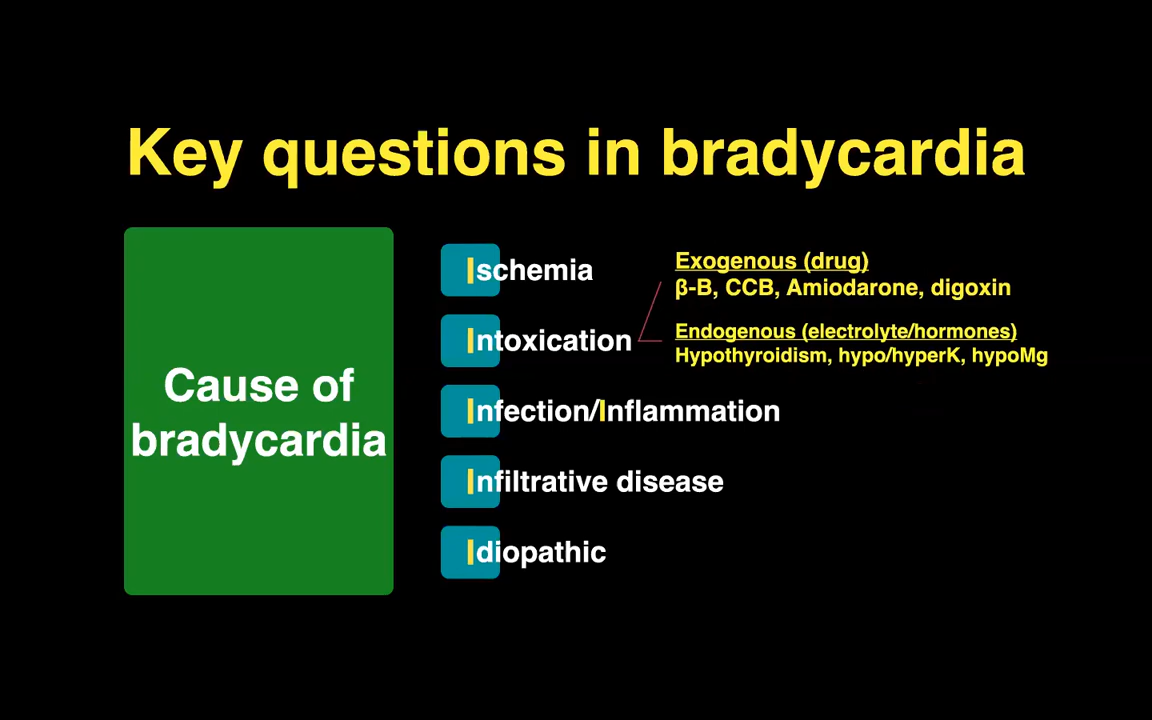 Key questions in bradycardia
Cause of
bradycardia
Ischemia
Intoxication
Exogenous (drug)
β-B, CCB, Amiodarone, digoxin
Endogenous (electrolyte/hormones)
Hypothyroidism, hypo/hyperK, hypoMg
Infection/Inflammation
Infiltrative disease
Idiopathic